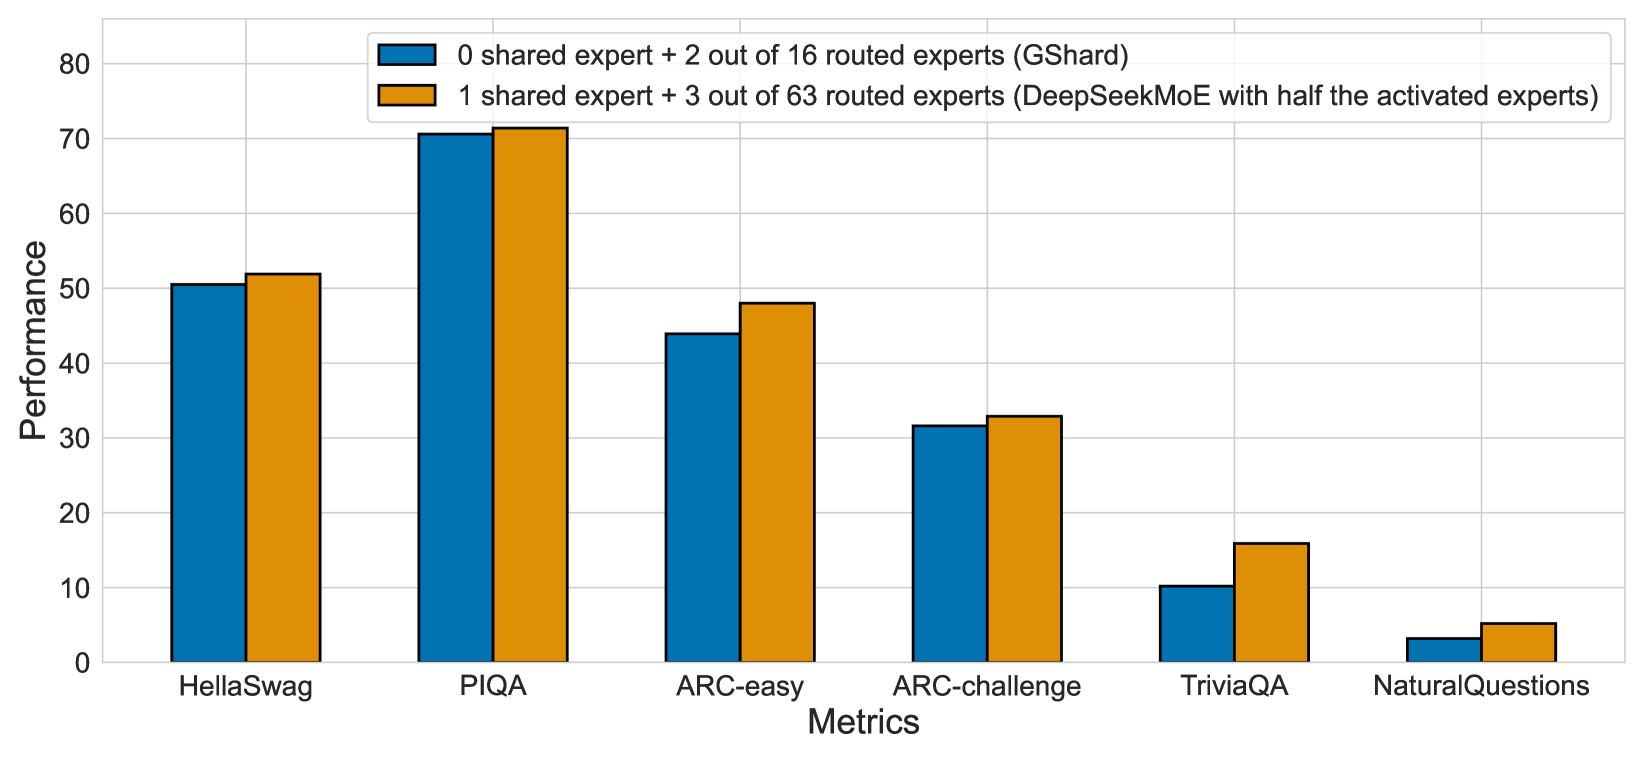 0 shared expert + 2 out of 16 routed experts (GShard)
1 shared expert + 3 out of 63 routed experts (DeepSeekMoE with half the activated experts)
Performance
80
70
60
50
40
30
20
10
0
HellaSwag PIQA ARC-easy ARC-challenge TriviaQA NaturalQuestions
Metrics